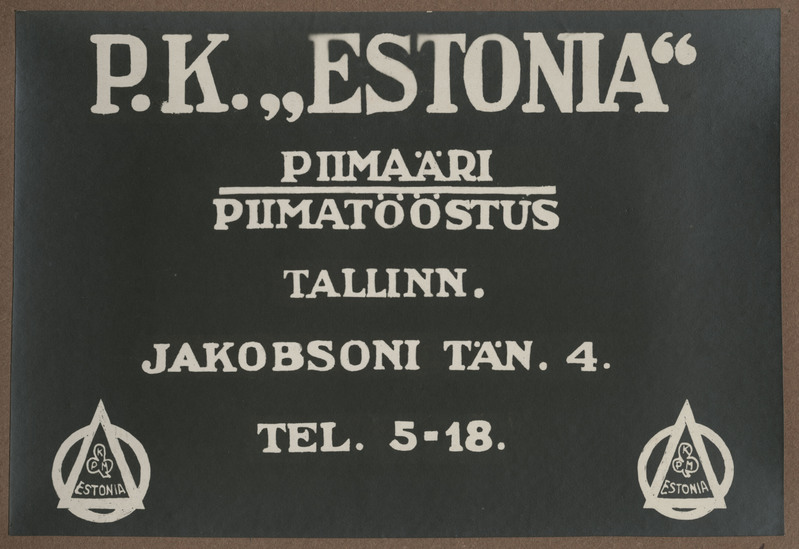 P.K. „ESTONIA“
PIIMAÄRI
PIIMATÖÖSTUS
TALLINN.
JAKOBSONI TÄN. 4.
TEL. 5-18.
K
P M
ESTONIA
K
P M
ESTONIA